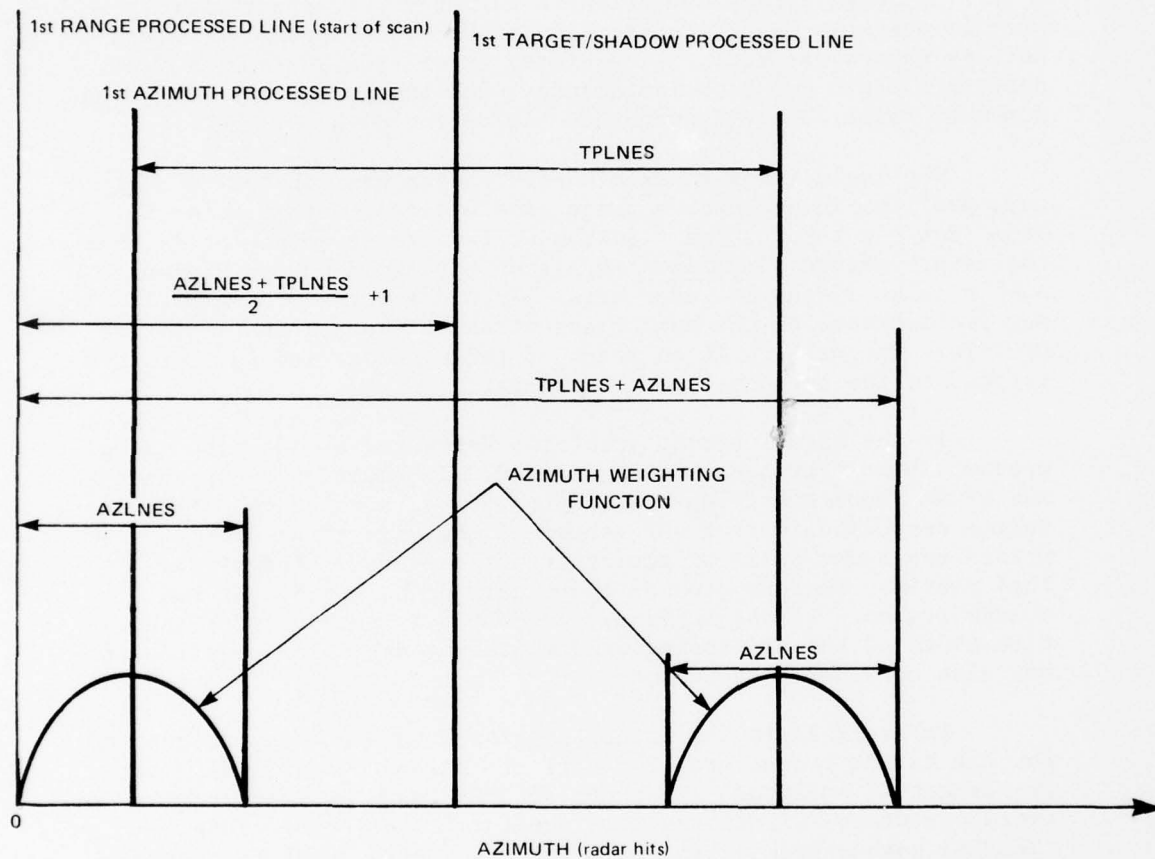 1st RANGE PROCESSED LINE (start of scan)
1st TARGET/SHADOW PROCESSED LINE
1st AZIMUTH PROCESSED LINE
TPLNES
AZLNES + TPLNES
2
+1
TPLNES + AZLNES
AZIMUTH WEIGHTING
FUNCTION
AZLNES
AZLNES
0
AZIMUTH (radar hits)